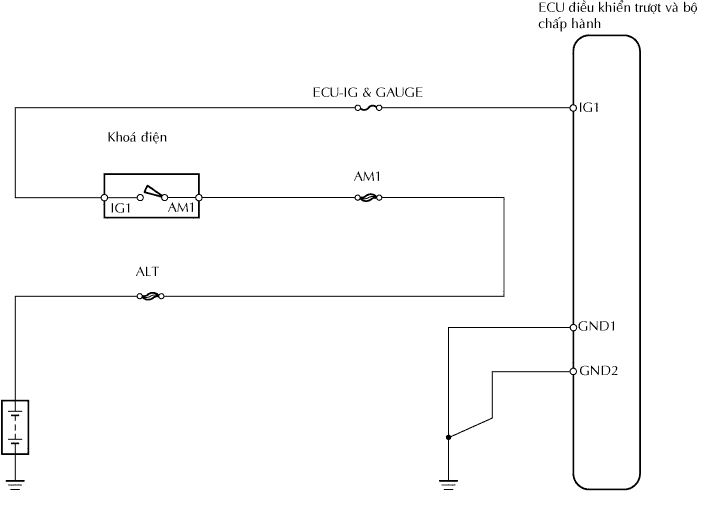 ECU điều khiển trượt và bộ
chấp hành
ECU-IG & GAUGE
IG1
Khoá điện
AM1
IG1
AM1
ALT
GND1
GND2